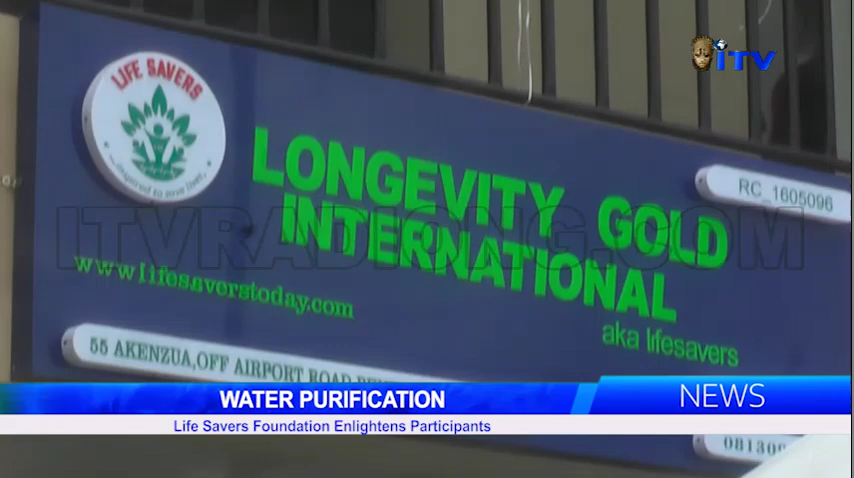 iTV
LIFE SAVERS
...inspired to save lives.
LONGEVITY GOLD
INTERNATIONAL
aka lifesavers
RC_1605096
www.lifesaverstoday.com
55 AKENZUA,OFF AIRPORT ROAD
ITVRADIONG.COM
WATER PURIFICATION
NEWS
Life Savers Foundation Enlightens Participants